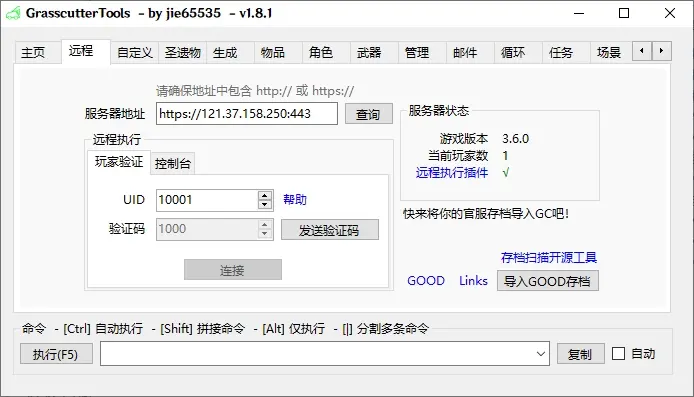 GrasscutterTools - by jie65535 - v1.8.1
主页 远程 自定义 圣遗物 生成 物品 角色 武器 管理 邮件 循环 任务 场景
请确保地址中包含 http:// 或 https://
服务器地址 https://121.37.158.250:443 查询
远程执行
玩家验证 控制台
UID 10001 帮助
验证码 1000 发送验证码
连接
服务器状态
游戏版本 3.6.0
当前玩家数 1
远程执行插件 √
快来将你的官服存档导入GC吧!
存档扫描开源工具
GOOD Links 导入GOOD存档
命令 - [Ctrl] 自动执行 - [Shift] 拼接命令 - [Alt] 仅执行 - [|] 分割多条命令
执行(F5) 复制 自动